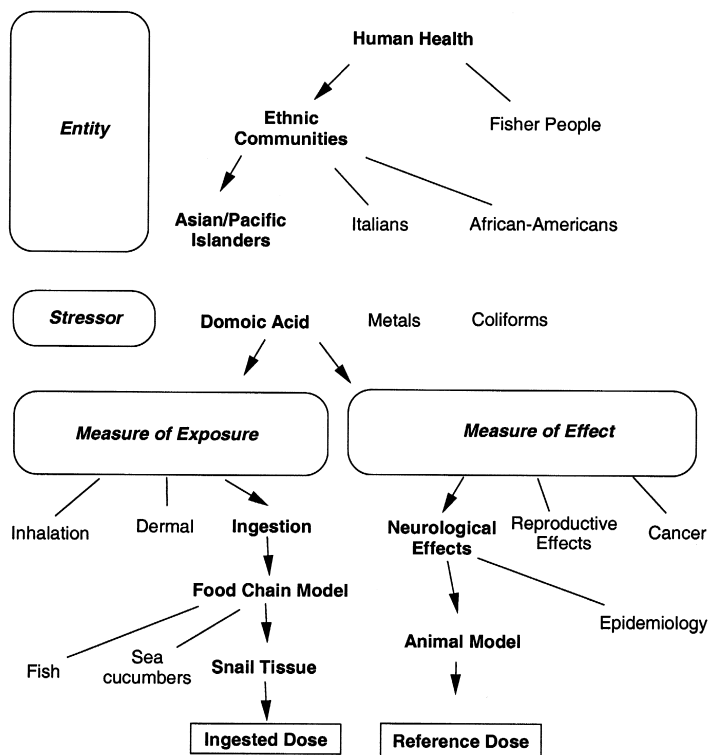 Human Health
Entity
Ethnic
Communities
Fisher People
Asian/Pacific
Islanders
Italians
African-Americans
Stressor
Domoic Acid
Metals
Coliforms
Measure of Exposure
Measure of Effect
Inhalation
Dermal
Ingestion
Neurological
Effects
Reproductive
Effects
Cancer
Food Chain Model
Epidemiology
Fish
Sea
cucumbers
Snail Tissue
Animal Model
Ingested Dose
Reference Dose